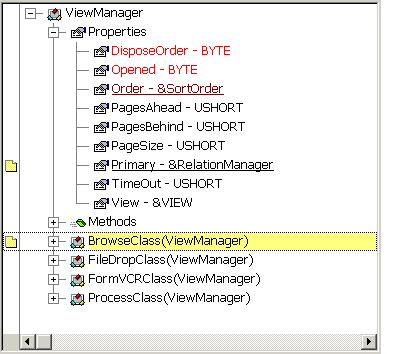 ViewManager
Properties
DisposeOrder - BYTE
Opened - BYTE
Order - &SortOrder
PagesAhead - USHORT
PagesBehind - USHORT
PageSize - USHORT
Primary - &RelationManager
TimeOut - USHORT
View - &VIEW
Methods
BrowseClass(ViewManager)
FileDropClass(ViewManager)
FormVCRClass(ViewManager)
ProcessClass(ViewManager)